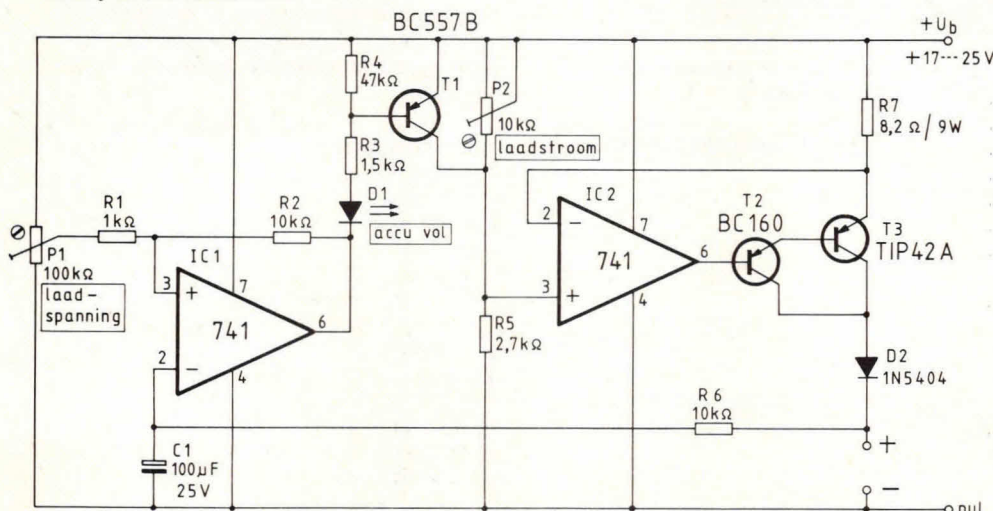 BC557B
+Ub
+17---25V
R4
47kΩ
T1
P2
10kΩ
laadstroom
R7
8,2 Ω / 9W
R3
1,5kΩ
D1
accu vol
R1
1kΩ
R2
10kΩ
IC1
P1
100kΩ
laad-
spanning
3
+
7
741
6
2
−
4
IC2
2
−
7
741
6
3
+
4
T2
BC160
T3
TIP42A
R5
2,7kΩ
D2
1N5404
R6
10kΩ
+
C1
100µF
25V
−
nul